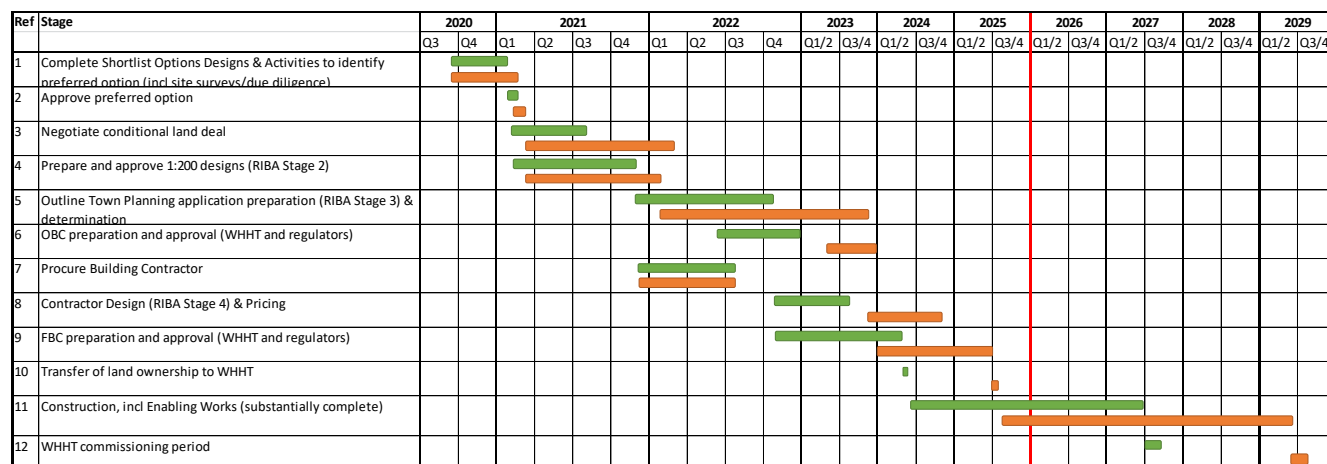 Ref Stage 2020 2021 2022 2023 2024 2025 2026 2027 2028 2029
Q3 Q4 Q1 Q2 Q3 Q4 Q1 Q2 Q3 Q4 Q1/2 Q3/4 Q1/2 Q3/4 Q1/2 Q3/4 Q1/2 Q3/4 Q1/2 Q3/4 Q1/2 Q3/4 Q1/2 Q3/4
1 Complete Shortlist Options Designs & Activities to identify
preferred option (incl site surveys/due diligence)
2 Approve preferred option
3 Negotiate conditional land deal
4 Prepare and approve 1:200 designs (RIBA Stage 2)
5 Outline Town Planning application preparation (RIBA Stage 3) &
determination
6 OBC preparation and approval (WHHT and regulators)
7 Procure Building Contractor
8 Contractor Design (RIBA Stage 4) & Pricing
9 FBC preparation and approval (WHHT and regulators)
10 Transfer of land ownership to WHHT
11 Construction, incl Enabling Works (substantially complete)
12 WHHT commissioning period